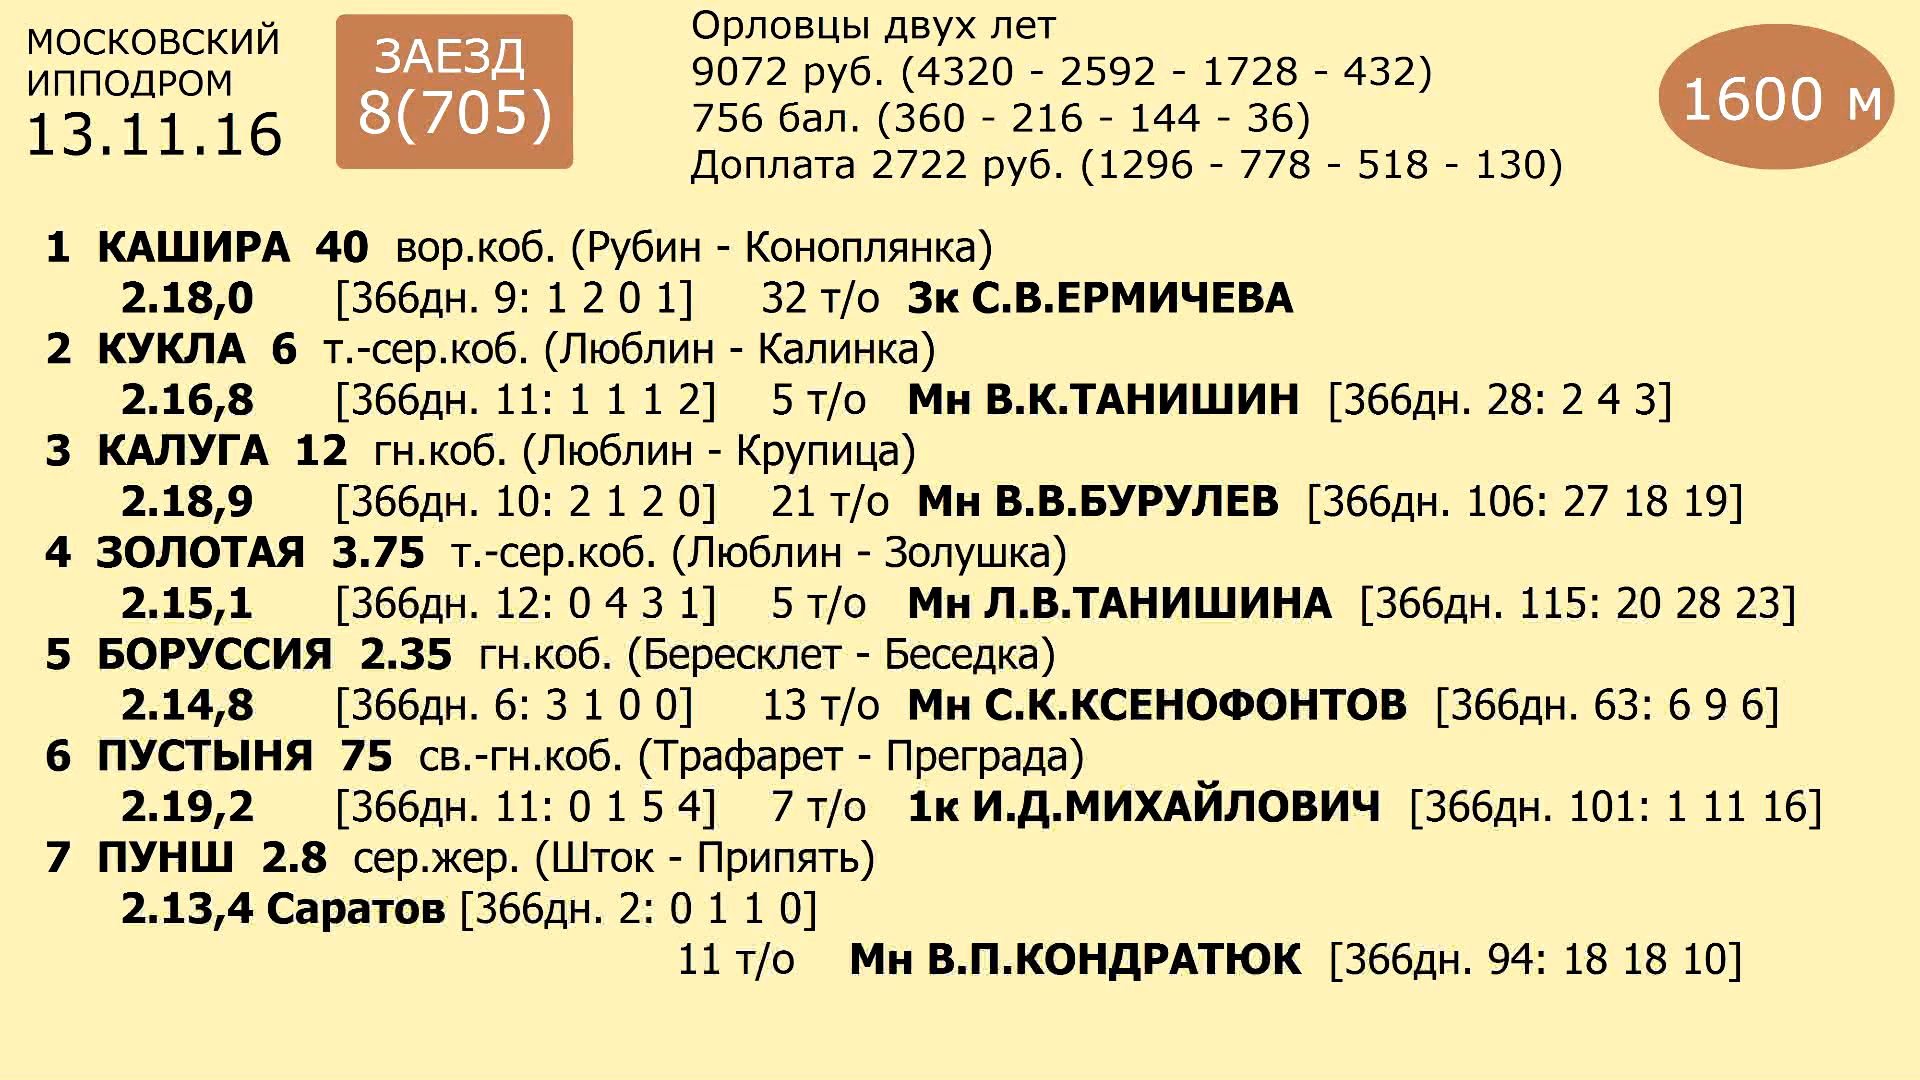 МОСКОВСКИЙ
ИППОДРОМ
13.11.16
ЗАЕЗД
8(705)
Орловцы двух лет
9072 руб. (4320 - 2592 - 1728 - 432)
756 бал. (360 - 216 - 144 - 36)
Доплата 2722 руб. (1296 - 778 - 518 - 130)
1600 м
1 КАШИРА 40 вор.коб. (Рубин - Коноплянка)
2.18,0 [366дн. 9: 1 2 0 1] 32 т/о 3к С.В.ЕРМИЧЕВА
2 КУКЛА 6 т.-сер.коб. (Люблин - Калинка)
2.16,8 [366дн. 11: 1 1 1 2] 5 т/о Мн В.К.ТАНИШИН [366дн. 28: 2 4 3]
3 КАЛУГА 12 гн.коб. (Люблин - Крупица)
2.18,9 [366дн. 10: 2 1 2 0] 21 т/о Мн В.В.БУРУЛЕВ [366дн. 106: 27 18 19]
4 ЗОЛОТАЯ 3.75 т.-сер.коб. (Люблин - Золушка)
2.15,1 [366дн. 12: 0 4 3 1] 5 т/о Мн Л.В.ТАНИШИНА [366дн. 115: 20 28 23]
5 БОРУССИЯ 2.35 гн.коб. (Бересклет - Беседка)
2.14,8 [366дн. 6: 3 1 0 0] 13 т/о Мн С.К.КСЕНОФОНТОВ [366дн. 63: 6 9 6]
6 ПУСТЫНЯ 75 св.-гн.коб. (Трафарет - Преграда)
2.19,2 [366дн. 11: 0 1 5 4] 7 т/о 1к И.Д.МИХАЙЛОВИЧ [366дн. 101: 1 11 16]
7 ПУНШ 2.8 сер.жер. (Шток - Припять)
2.13,4 Саратов [366дн. 2: 0 1 1 0]
11 т/о Мн В.П.КОНДРАТЮК [366дн. 94: 18 18 10]